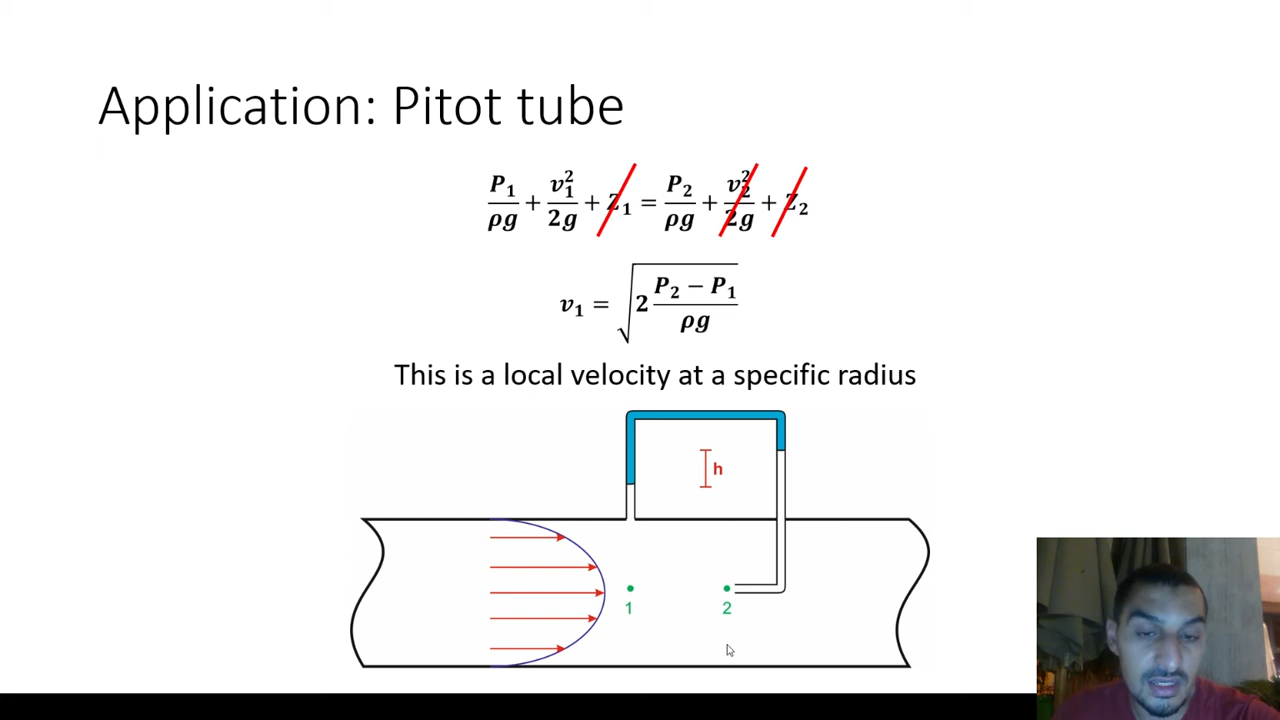 Application: Pitot tube
P₁/ρg + v₁²/2g + Z₁ = P₂/ρg + v₂²/2g + Z₂
v₁ = √(2 (P₂ − P₁)/ρg)
This is a local velocity at a specific radius
h
1 2